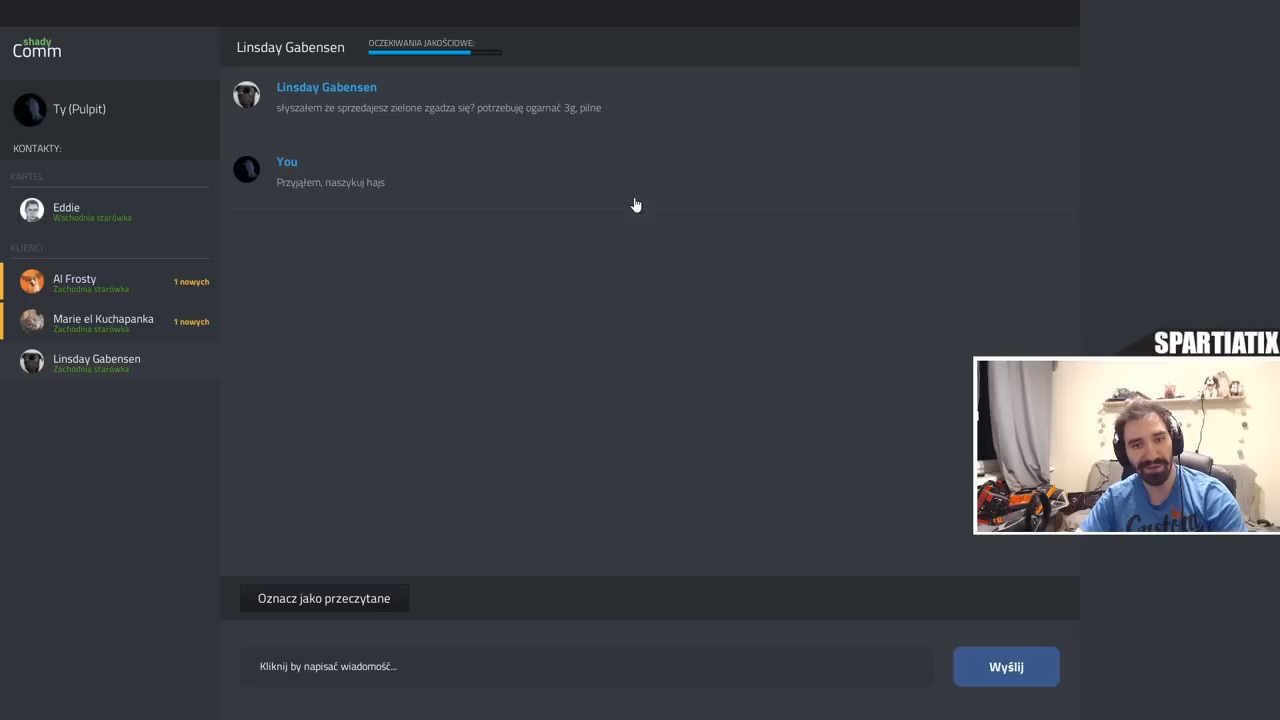 shady
Comm
Ty (Pulpit)
KONTAKTY:
KARTEL
Eddie
Wschodnia starówka
KLIENCI
Al Frosty
Zachodnia starówka
1 nowych
Marie el Kuchapanka
Zachodnia starówka
1 nowych
Linsday Gabensen
Zachodnia starówka
Linsday Gabensen
OCZEKIWANIA JAKOŚCIOWE:
Linsday Gabensen
słyszałem ze sprzedajesz zielone zgadza się? potrzebuję ogarnać 3g, pilne
You
Przyjąłem, naszykuj hajs
Oznacz jako przeczytane
Kliknij by napisać wiadomość...
Wyślij
SPARTIATIX
Custom